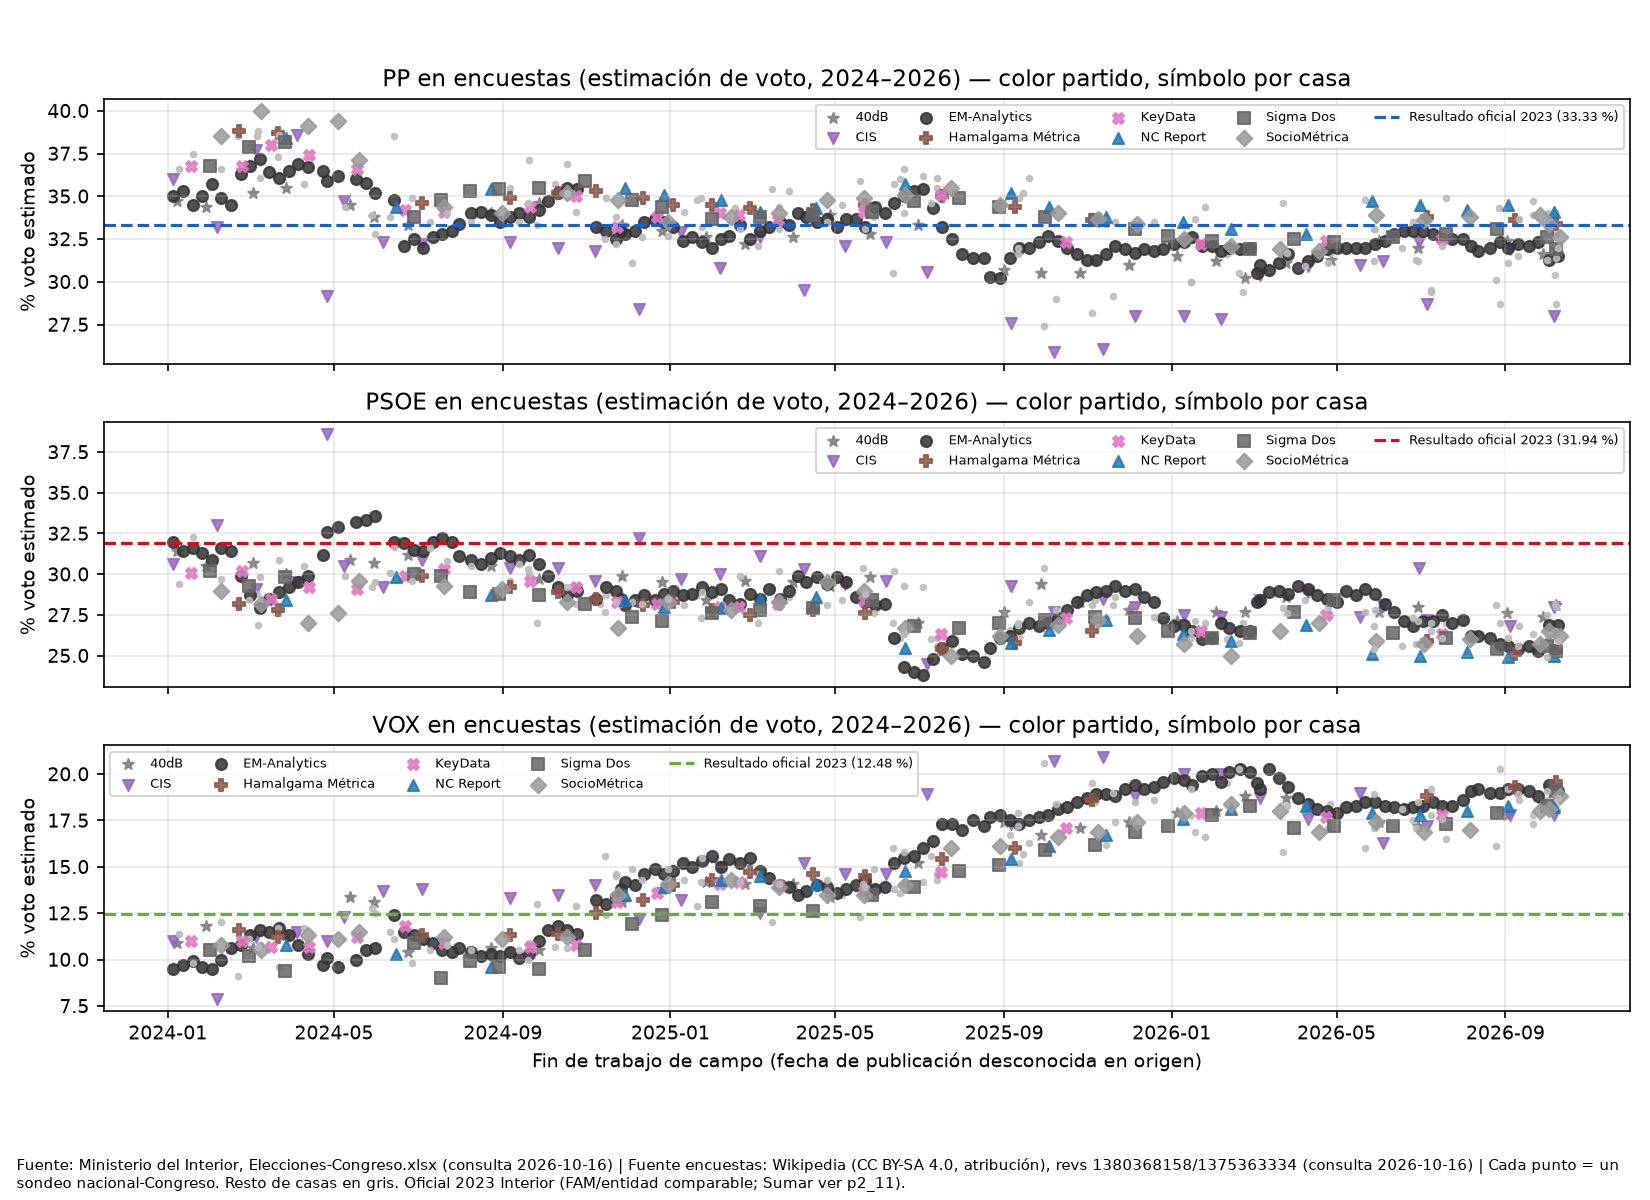 PP en encuestas (estimación de voto, 2024–2026) — color partido, símbolo por casa
40dB
CIS
EM-Analytics
Hamalgama Métrica
KeyData
NC Report
Sigma Dos
SocioMétrica
Resultado oficial 2023 (33.33 %)
% voto estimado
40.0
37.5
35.0
32.5
30.0
27.5
PSOE en encuestas (estimación de voto, 2024–2026) — color partido, símbolo por casa
40dB
CIS
EM-Analytics
Hamalgama Métrica
KeyData
NC Report
Sigma Dos
SocioMétrica
Resultado oficial 2023 (31.94 %)
% voto estimado
37.5
35.0
32.5
30.0
27.5
25.0
VOX en encuestas (estimación de voto, 2024–2026) — color partido, símbolo por casa
40dB
CIS
EM-Analytics
Hamalgama Métrica
KeyData
NC Report
Sigma Dos
SocioMétrica
Resultado oficial 2023 (12.48 %)
% voto estimado
20.0
17.5
15.0
12.5
10.0
7.5
2024-01 2024-05 2024-09 2025-01 2025-05 2025-09 2026-01 2026-05 2026-09
Fin de trabajo de campo (fecha de publicación desconocida en origen)
Fuente: Ministerio del Interior, Elecciones-Congreso.xlsx (consulta 2026-10-16) | Fuente encuestas: Wikipedia (CC BY-SA 4.0, atribución), revs 1380368158/1375363334 (consulta 2026-10-16) | Cada punto = un
sondeo nacional-Congreso. Resto de casas en gris. Oficial 2023 Interior (FAM/entidad comparable; Sumar ver p2_11).